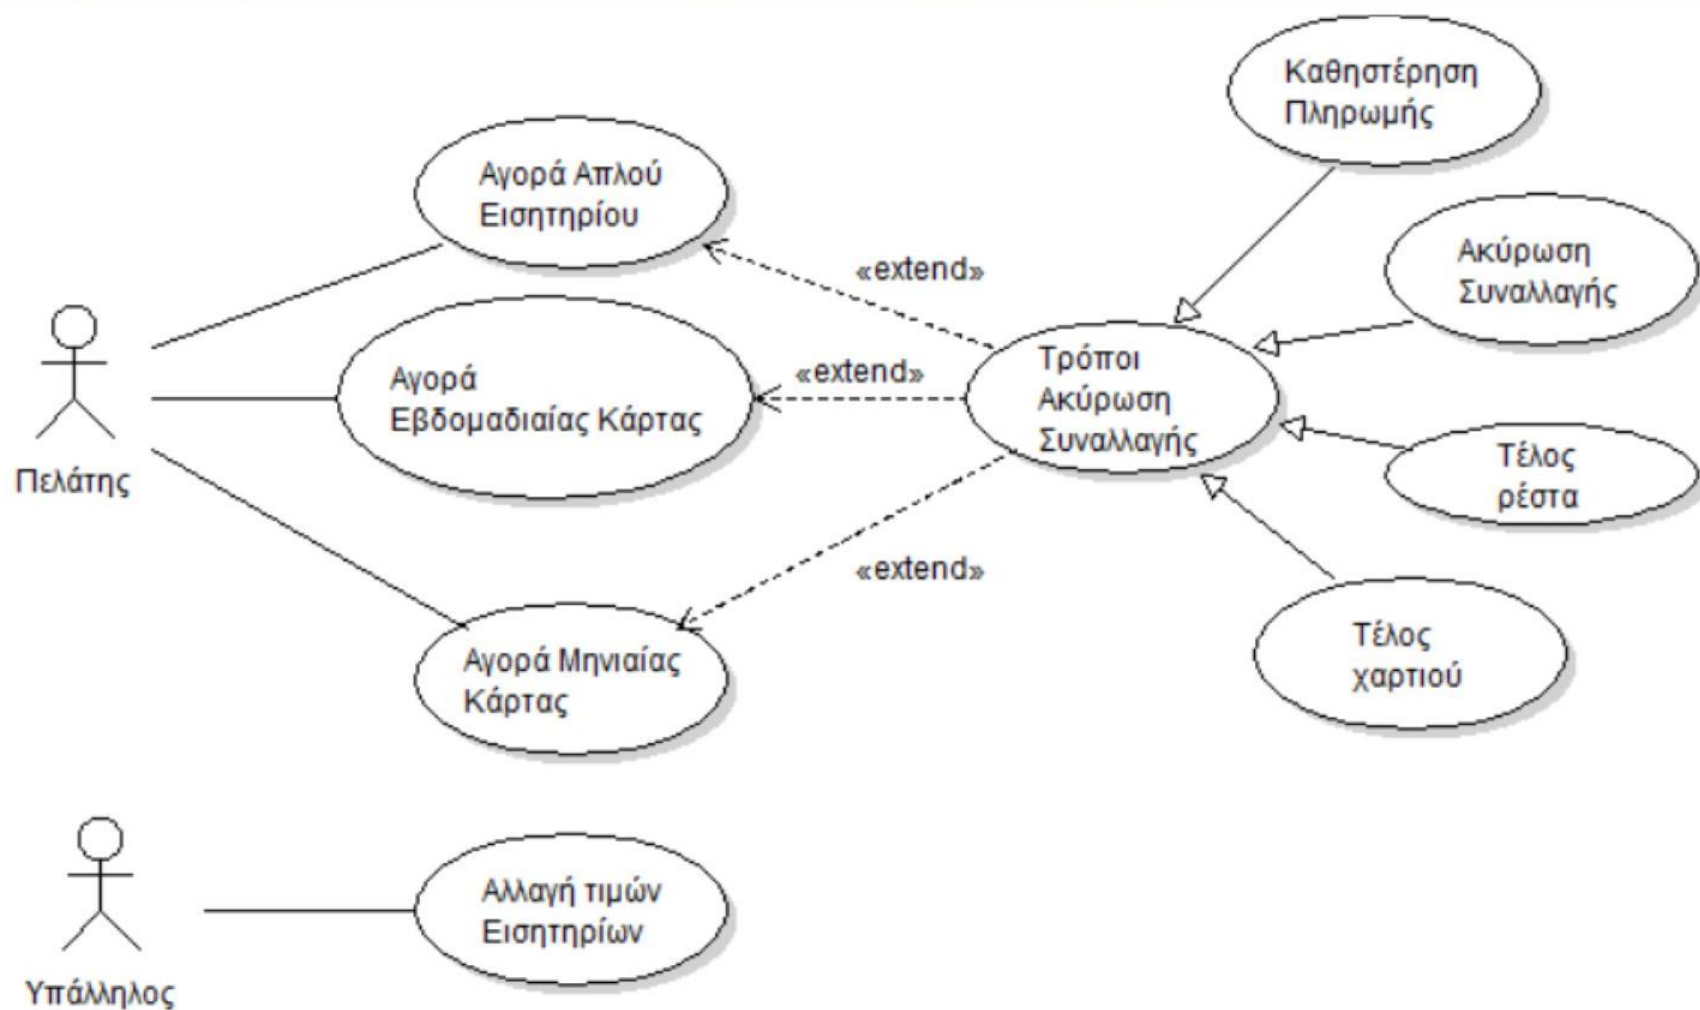 Καθηστέρηση
Πληρωμής
Αγορά Απλού
Εισητηρίου
Ακύρωση
Συναλλαγής
«extend»
Αγορά
Εβδομαδιαίας Κάρτας
«extend»
Τρόποι
Ακύρωση
Συναλλαγής
Πελάτης
Τέλος
ρέστα
«extend»
Αγορά Μηνιαίας
Κάρτας
Τέλος
χαρτιού
Αλλαγή τιμών
Εισητηρίων
Υπάλληλος